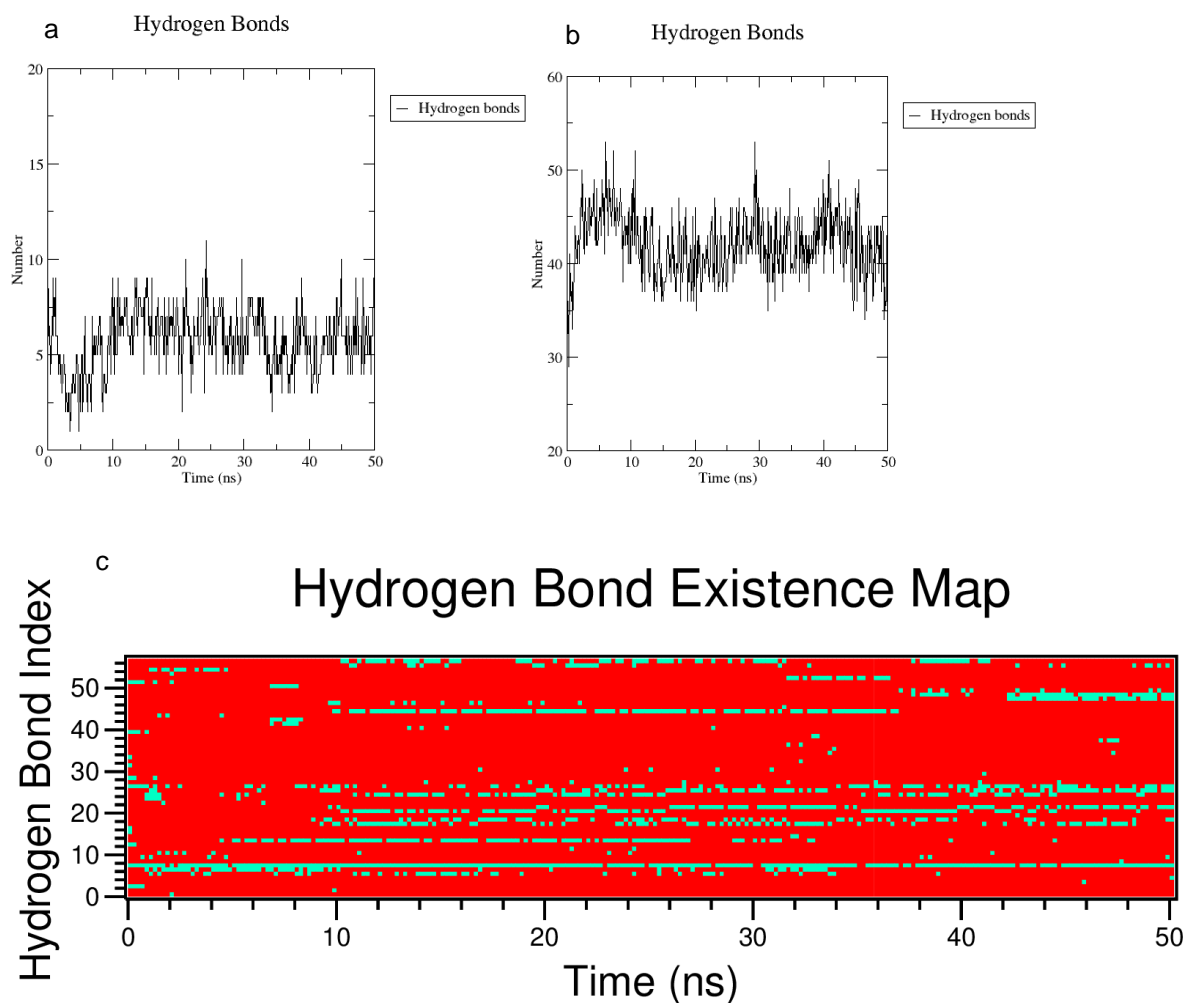 a
Hydrogen Bonds
20
15
10
5
0
Number
0 10 20 30 40 50
Time (ns)
Hydrogen bonds
b
Hydrogen Bonds
60
50
40
30
20
Number
0 10 20 30 40 50
Time (ns)
Hydrogen bonds
c
Hydrogen Bond Existence Map
Hydrogen Bond Index
50
40
30
20
10
0
0 10 20 30 40 50
Time (ns)